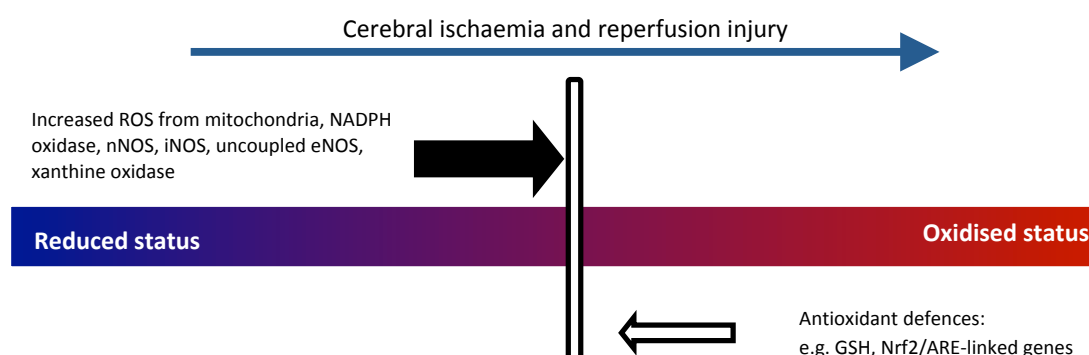 Cerebral ischaemia and reperfusion injury
Increased ROS from mitochondria, NADPH
oxidase, nNOS, iNOS, uncoupled eNOS,
xanthine oxidase
Reduced status
Oxidised status
Antioxidant defences:
e.g. GSH, Nrf2/ARE-linked genes